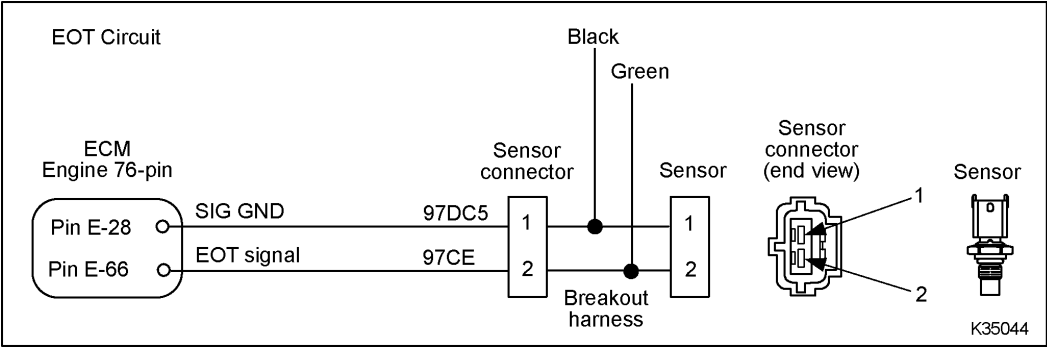 EOT Circuit
Black
Green
ECM
Engine 76-pin
Sensor
connector
Sensor
Sensor
connector
(end view)
Sensor
SIG GND
97DC5
Pin E-28
1
1
1
EOT signal
97CE
Pin E-66
2
2
2
Breakout
harness
K35044